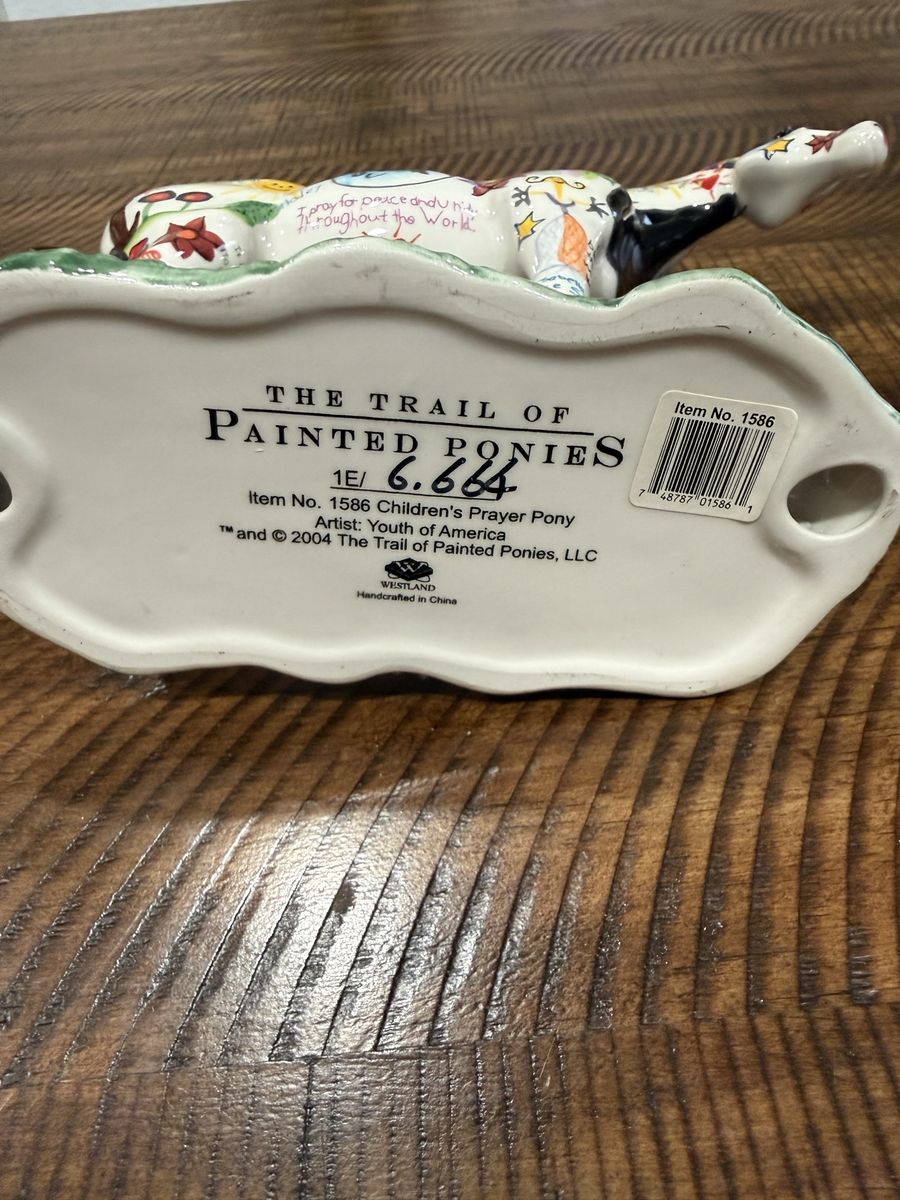 I pray for peace and
throughout the World.
THE TRAIL OF
PAINTED PONIES
1E/ 6.664
Item No. 1586 Children's Prayer Pony
Artist: Youth of America
™ and © 2004 The Trail of Painted Ponies, LLC
WESTLAND
Handcrafted in China
Item No. 1586
7 48787 01586 1